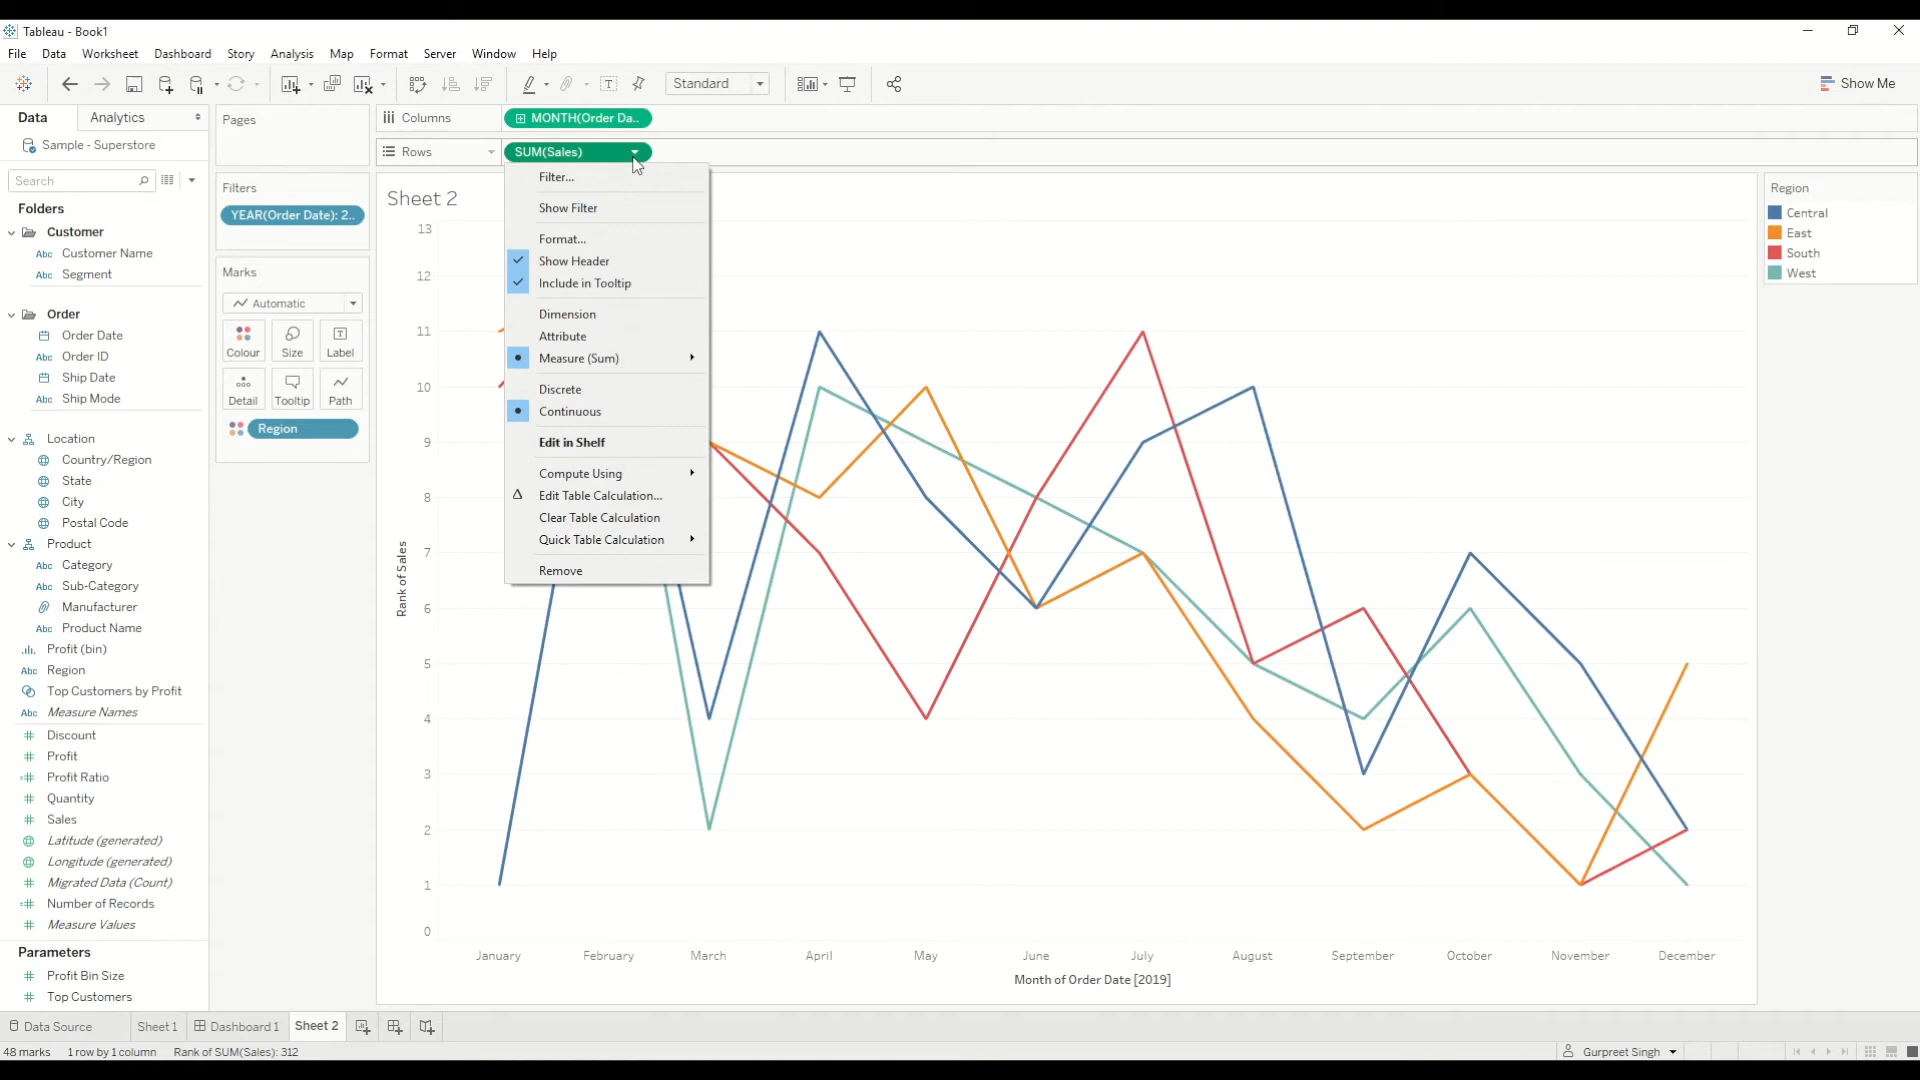 Tableau - Book1
File Data Worksheet Dashboard Story Analysis Map Format Server Window Help
Standard
Show Me
Data Analytics
Sample - Superstore
Search
Folders
Customer
Abc Customer Name
Abc Segment
Order
Order Date
Abc Order ID
Ship Date
Abc Ship Mode
Location
Country/Region
State
City
Postal Code
Product
Abc Category
Abc Sub-Category
Manufacturer
Abc Product Name
Profit (bin)
Abc Region
Top Customers by Profit
Abc Measure Names
# Discount
# Profit
=# Profit Ratio
# Quantity
# Sales
Latitude (generated)
Longitude (generated)
# Migrated Data (Count)
=# Number of Records
# Measure Values
Parameters
# Profit Bin Size
# Top Customers
Pages
Filters
YEAR(Order Date): 2..
Marks
Automatic
Colour Size Label
Detail Tooltip Path
Region
Columns MONTH(Order Da..
Rows SUM(Sales)
Filter...
Show Filter
Format...
Show Header
Include in Tooltip
Dimension
Attribute
Measure (Sum)
Discrete
Continuous
Edit in Shelf
Compute Using
Edit Table Calculation...
Clear Table Calculation
Quick Table Calculation
Remove
Sheet 2
13
12
11
10
9
8
7
6
5
4
3
2
1
0
Rank of Sales
January February March April May June July August September October November December
Month of Order Date [2019]
Region
Central
East
South
West
Data Source Sheet 1 Dashboard 1 Sheet 2
48 marks 1 row by 1 column Rank of SUM(Sales): 312
Gurpreet Singh